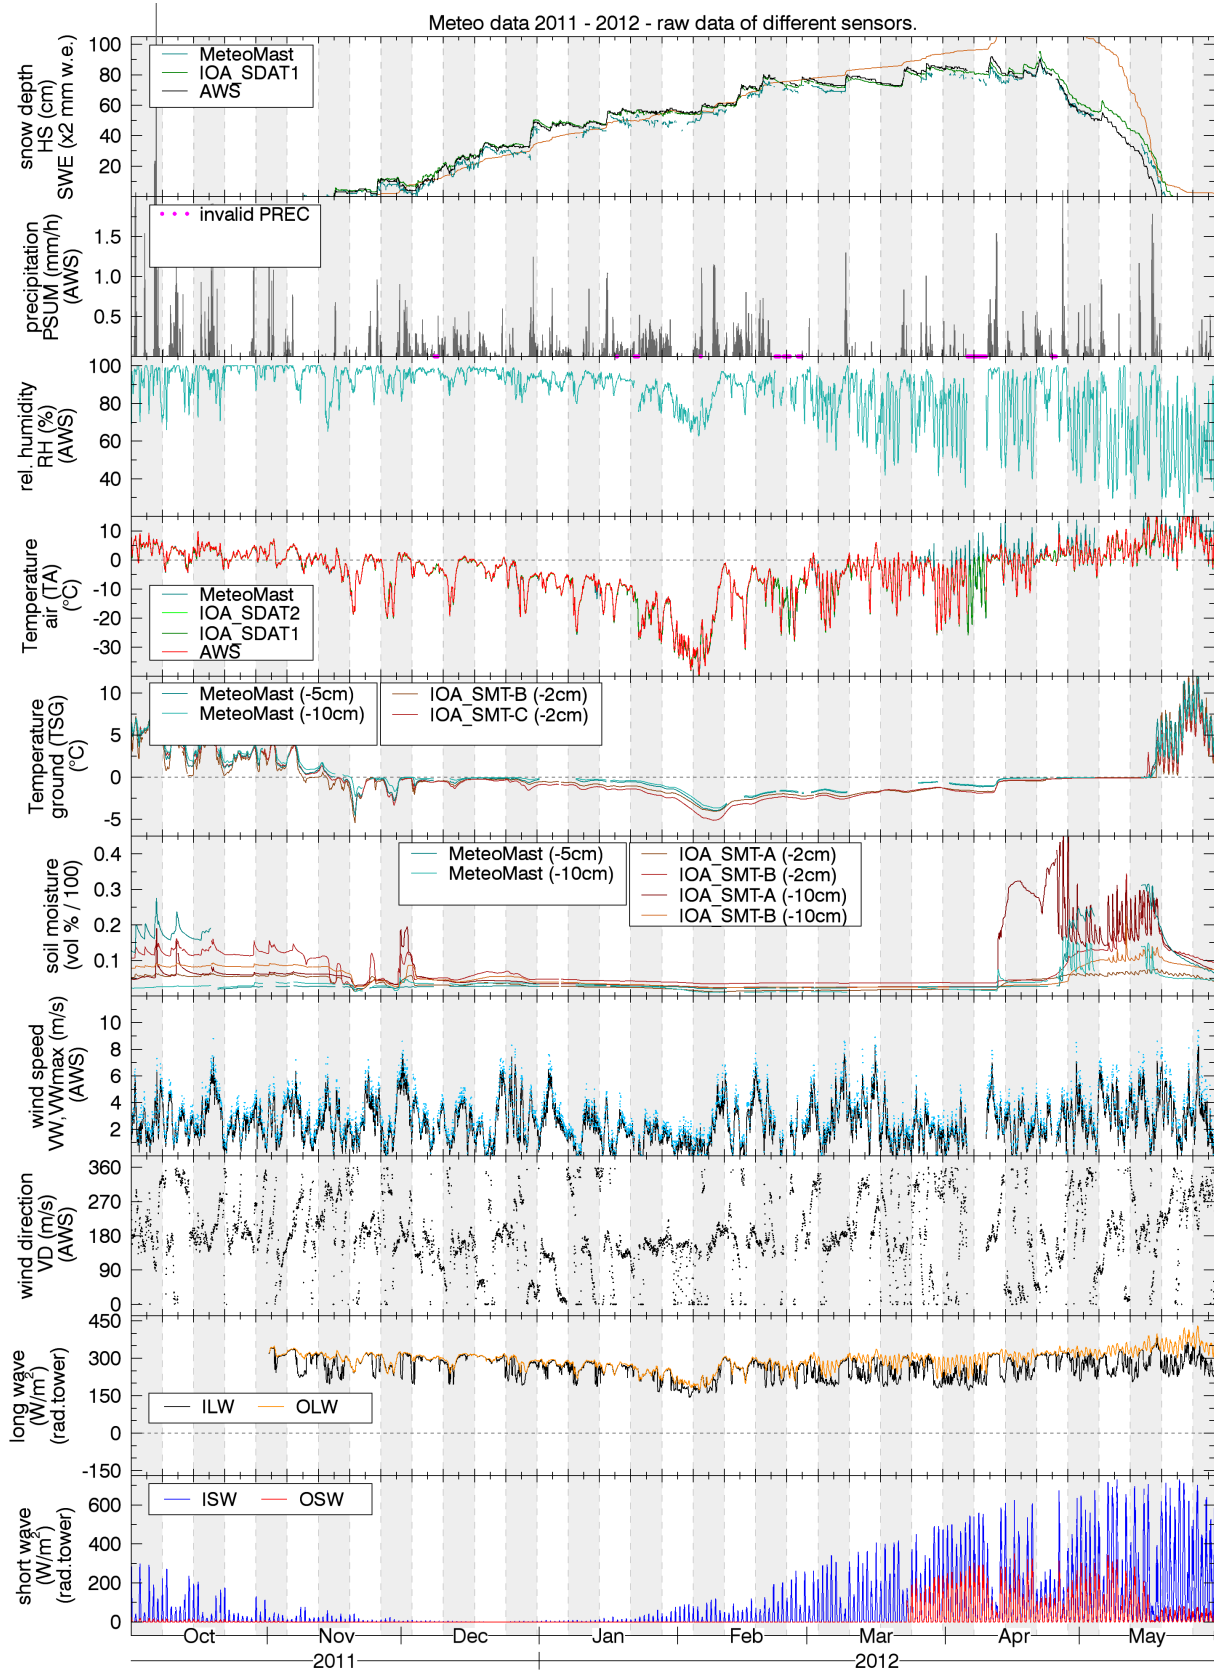 Meteo data 2011 - 2012 - raw data of different sensors.
snow depth
HS (cm)
SWE (x2 mm w.e.)
100
80
60
40
20
MeteoMast
IOA_SDAT1
AWS
precipitation
PSUM (mm/h)
(AWS)
1.5
1.0
0.5
invalid PREC
rel. humidity
RH (%)
(AWS)
100
80
60
40
Temperature
air (TA)
(°C)
10
0
-10
-20
-30
MeteoMast
IOA_SDAT2
IOA_SDAT1
AWS
Temperature
ground (TSG)
(°C)
10
5
0
-5
MeteoMast (-5cm)
MeteoMast (-10cm)
IOA_SMT-B (-2cm)
IOA_SMT-C (-2cm)
soil moisture
(vol % / 100)
0.4
0.3
0.2
0.1
MeteoMast (-5cm)
MeteoMast (-10cm)
IOA_SMT-A (-2cm)
IOA_SMT-B (-2cm)
IOA_SMT-A (-10cm)
IOA_SMT-B (-10cm)
wind speed
VW,VWmax (m/s)
(AWS)
10
8
6
4
2
wind direction
VD (m/s)
(AWS)
360
270
180
90
0
long wave
(W/m²)
(rad.tower)
450
300
150
0
-150
ILW
OLW
short wave
(W/m²)
(rad.tower)
600
400
200
0
ISW
OSW
Oct Nov Dec Jan Feb Mar Apr May
2011 2012